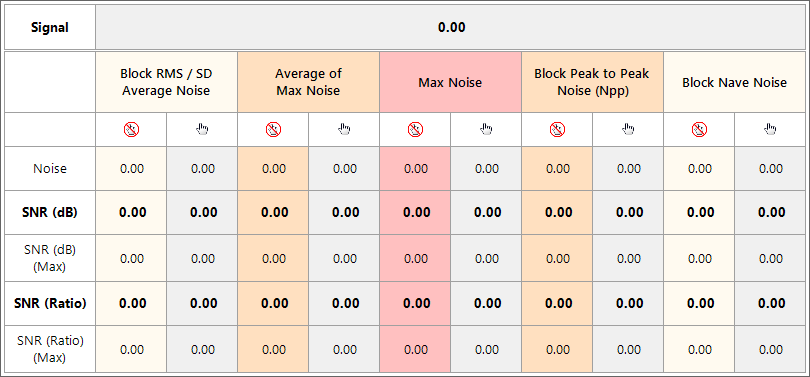 Signal 0.00
Block RMS / SD
Average Noise
Average of
Max Noise
Max Noise
Block Peak to Peak
Noise (Npp)
Block Nave Noise
Noise 0.00 0.00 0.00 0.00 0.00 0.00 0.00 0.00 0.00 0.00
SNR (dB) 0.00 0.00 0.00 0.00 0.00 0.00 0.00 0.00 0.00 0.00
SNR (dB)
(Max)
0.00 0.00 0.00 0.00 0.00 0.00 0.00 0.00 0.00 0.00
SNR (Ratio) 0.00 0.00 0.00 0.00 0.00 0.00 0.00 0.00 0.00 0.00
SNR (Ratio)
(Max)
0.00 0.00 0.00 0.00 0.00 0.00 0.00 0.00 0.00 0.00